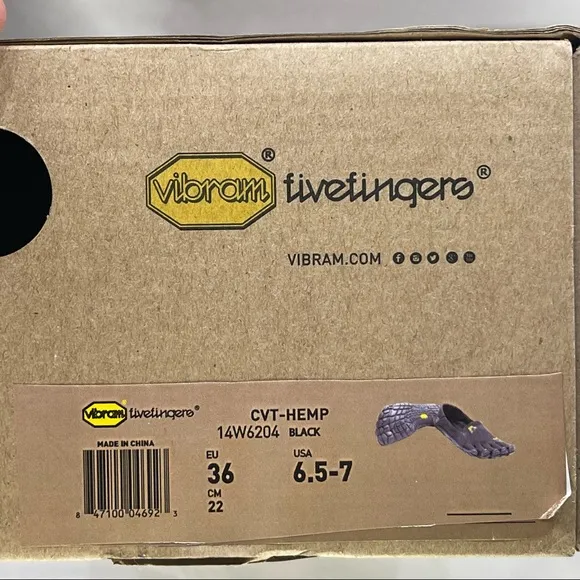 vibram® fivefingers®
VIBRAM.COM
vibram fivefingers®
MADE IN CHINA
8 47100 04692 3
CVT-HEMP
14W6204 BLACK
EU USA
36 6.5-7
CM
22